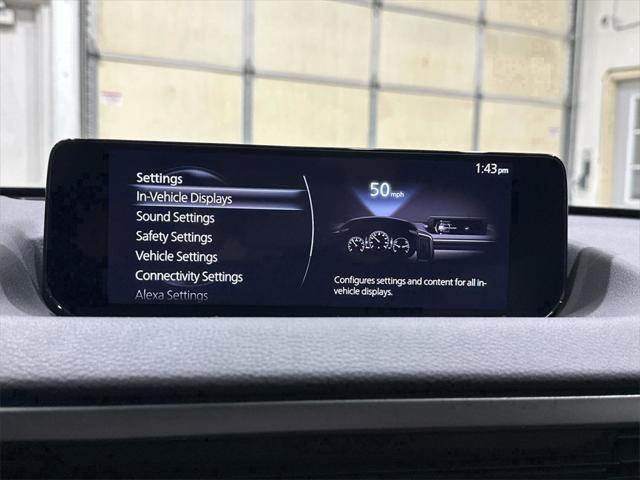 1:43pm
Settings
In-Vehicle Displays
Sound Settings
Safety Settings
Vehicle Settings
Connectivity Settings
Alexa Settings
50 mph
Configures settings and content for all in-
vehicle displays.